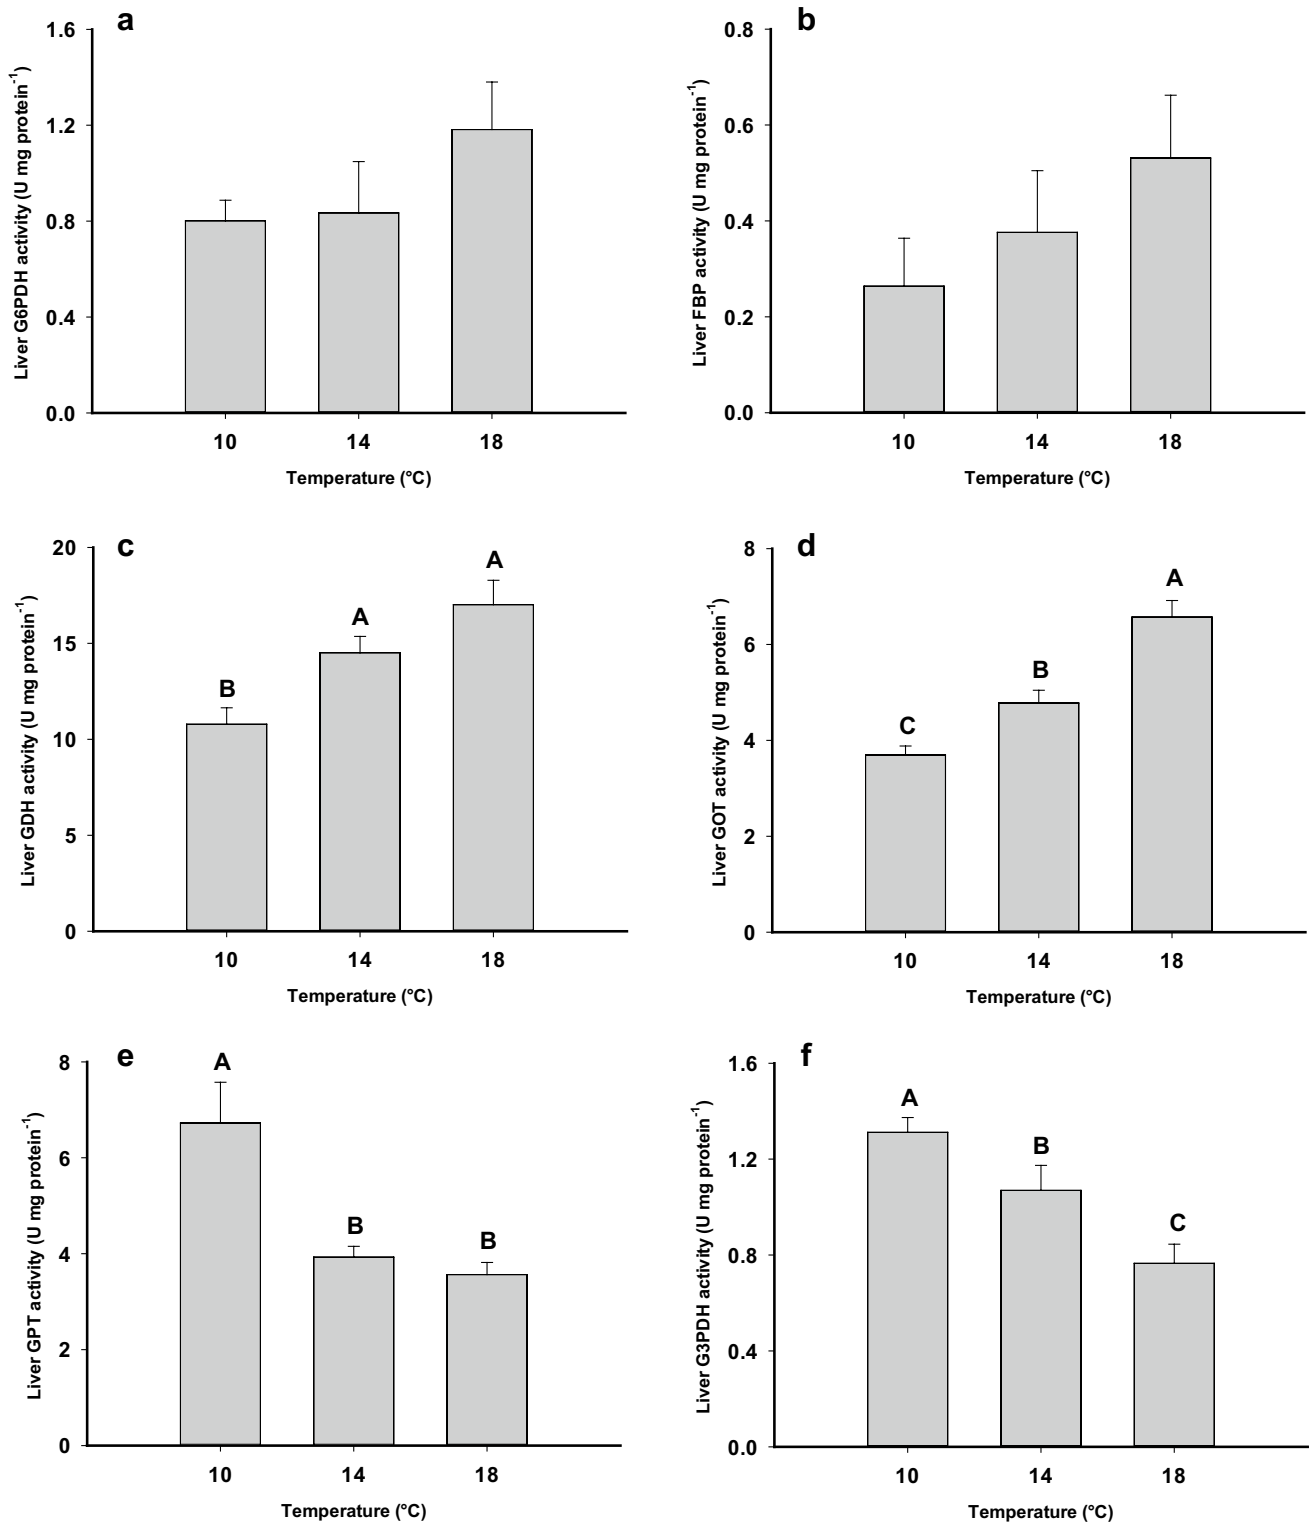 a
Liver G6PDH activity (U mg protein⁻¹)
1.6
1.2
0.8
0.4
0.0
10 14 18
Temperature (°C)
b
Liver FBP activity (U mg protein⁻¹)
0.8
0.6
0.4
0.2
0.0
10 14 18
Temperature (°C)
c
Liver GDH activity (U mg protein⁻¹)
20
15
10
5
0
B A A
10 14 18
Temperature (°C)
d
Liver GOT activity (U mg protein⁻¹)
8
6
4
2
0
C B A
10 14 18
Temperature (°C)
e
Liver GPT activity (U mg protein⁻¹)
8
6
4
2
0
A B B
10 14 18
Temperature (°C)
f
Liver G3PDH activity (U mg protein⁻¹)
1.6
1.2
0.8
0.4
0.0
A B C
10 14 18
Temperature (°C)